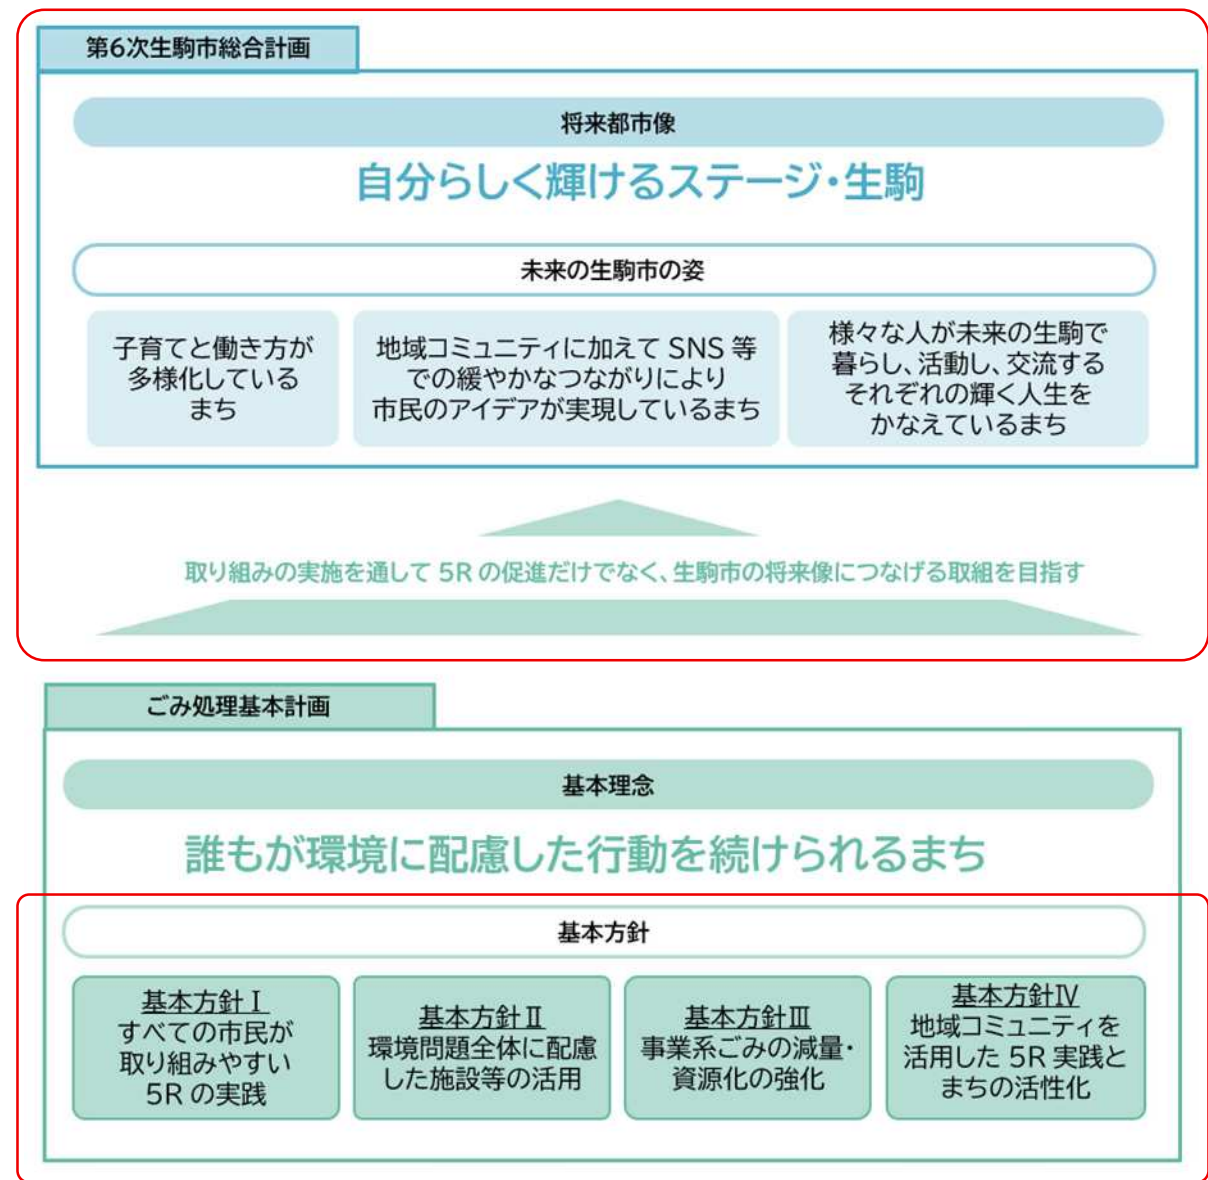 第6次生駒市総合計画
将来都市像
自分らしく輝けるステージ・生駒
未来の生駒市の姿
子育てと働き方が
多様化している
まち
地域コミュニティに加えて SNS 等
での緩やかなつながりにより
市民のアイデアが実現しているまち
様々な人が未来の生駒で
暮らし、活動し、交流する
それぞれの輝く人生を
かなえているまち
取り組みの実施を通して 5R の促進だけでなく、生駒市の将来像につなげる取組を目指す
ごみ処理基本計画
基本理念
誰もが環境に配慮した行動を続けられるまち
基本方針
基本方針Ⅰ
すべての市民が
取り組みやすい
5R の実践
基本方針Ⅱ
環境問題全体に配慮
した施設等の活用
基本方針Ⅲ
事業系ごみの減量・
資源化の強化
基本方針Ⅳ
地域コミュニティを
活用した 5R 実践と
まちの活性化